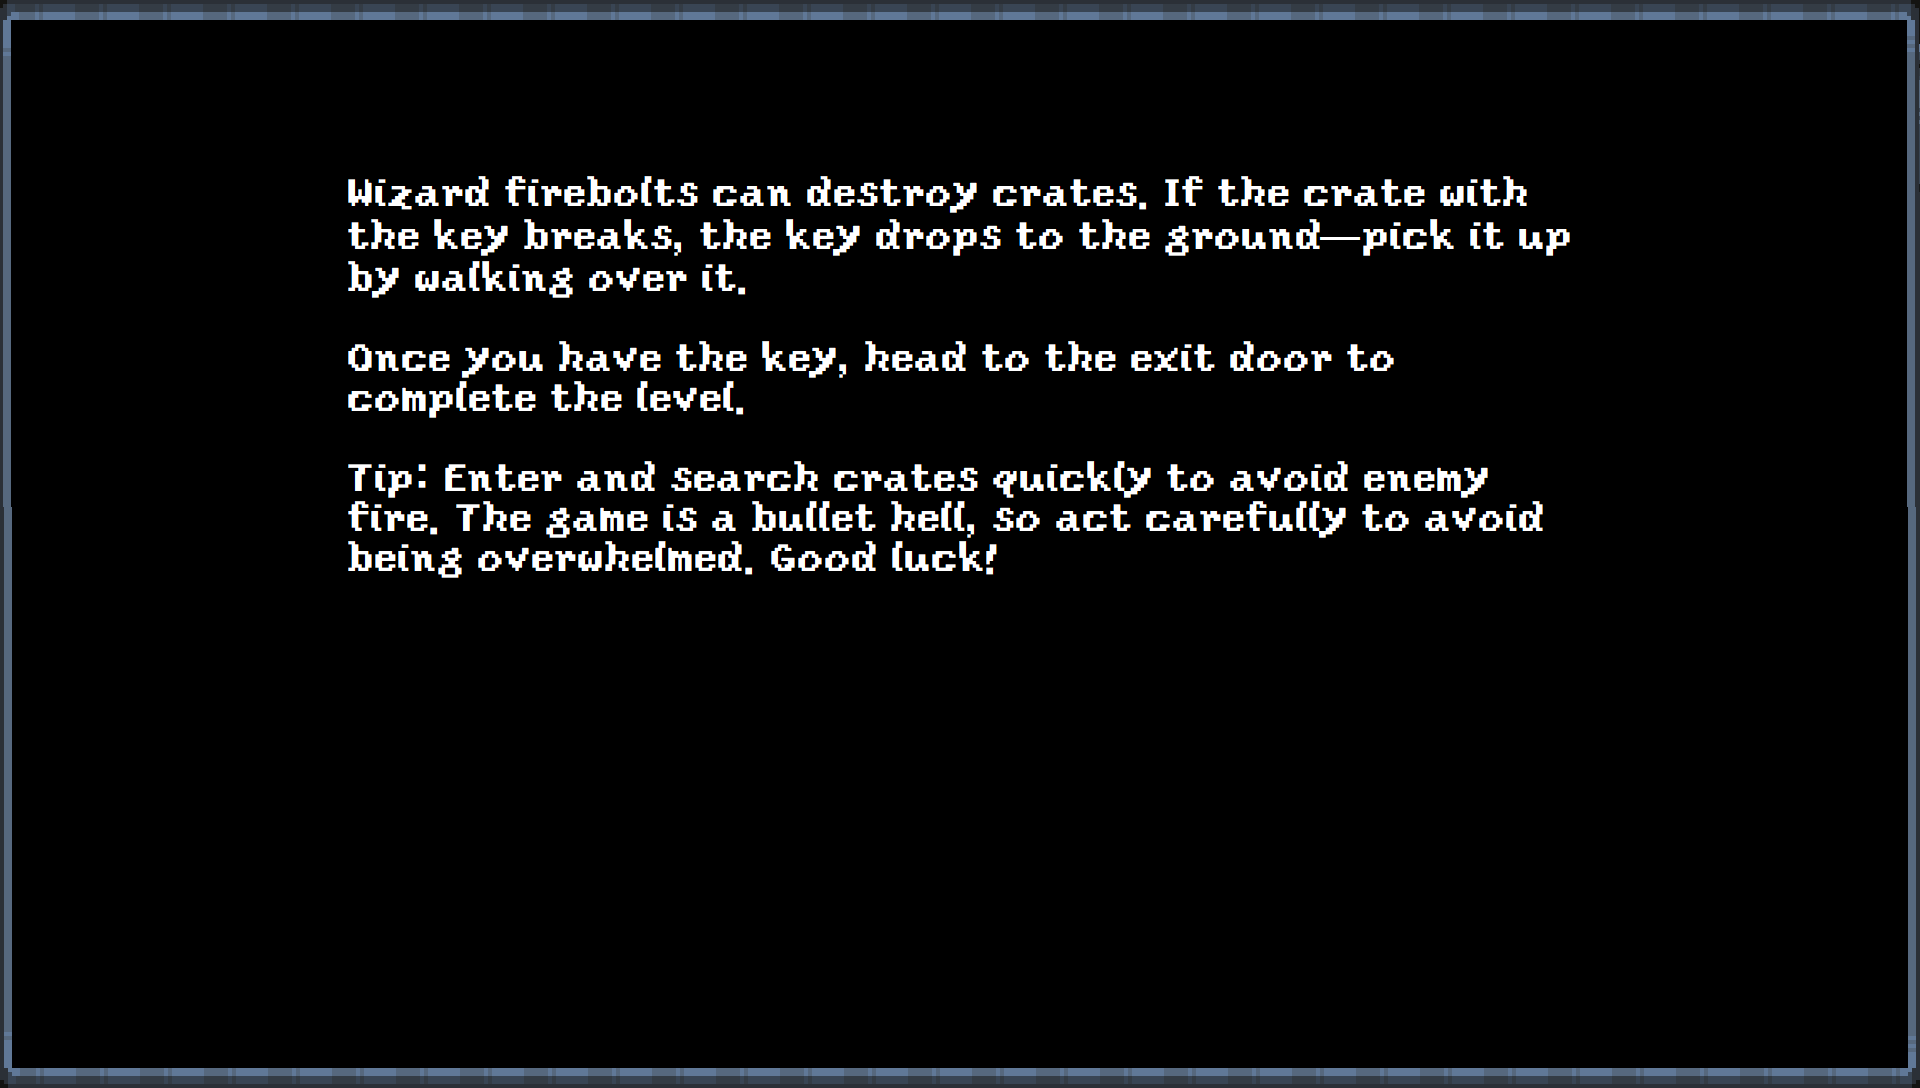 Wizard firebolts can destroy crates. If the crate with
the key breaks, the key drops to the ground—pick it up
by walking over it.
Once you have the key, head to the exit door to
complete the level.
Tip: Enter and search crates quickly to avoid enemy
fire. The game is a bullet hell, so act carefully to avoid
being overwhelmed. Good luck!